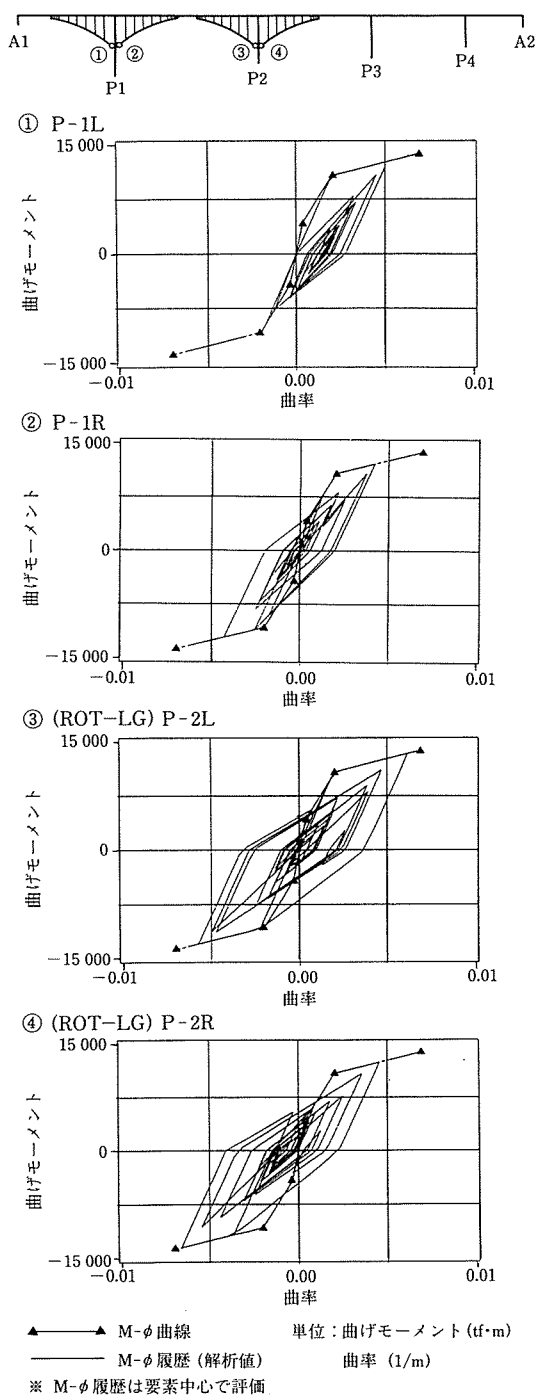 A1 ① ② ③ ④ A2
P1 P2 P3 P4
① P-1L
15 000
0
−15 000
曲げモーメント
−0.01 0.00 0.01
曲率
② P-1R
15 000
0
−15 000
曲げモーメント
−0.01 0.00 0.01
曲率
③ (ROT−LG) P-2L
15 000
0
−15 000
曲げモーメント
−0.01 0.00 0.01
曲率
④ (ROT−LG) P-2R
15 000
0
−15 000
曲げモーメント
−0.01 0.00 0.01
曲率
M-φ曲線 単位：曲げモーメント(tf·m)
M-φ履歴 (解析値) 曲率 (1/m)
※ M-φ履歴は要素中心で評価